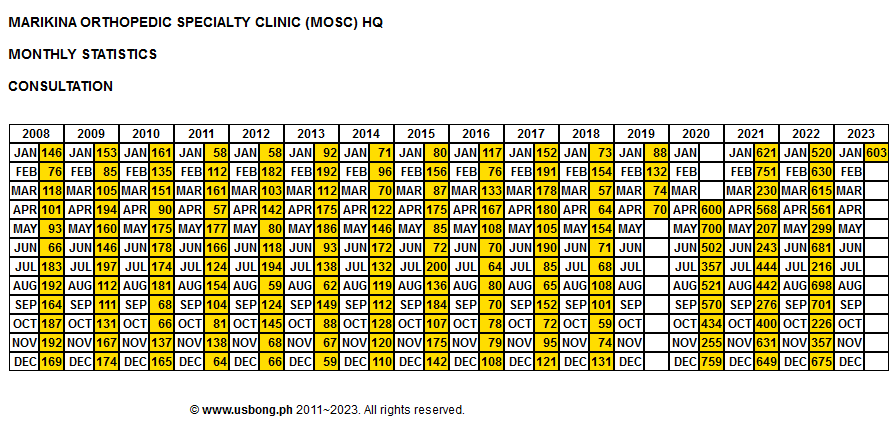 MARIKINA ORTHOPEDIC SPECIALTY CLINIC (MOSC) HQ
MONTHLY STATISTICS
CONSULTATION
2008 2009 2010 2011 2012 2013 2014 2015 2016 2017 2018 2019 2020 2021 2022 2023
JAN 146 JAN 153 JAN 161 JAN 58 JAN 58 JAN 92 JAN 71 JAN 80 JAN 117 JAN 152 JAN 73 JAN 88 JAN JAN 621 JAN 520 JAN 603
FEB 76 FEB 85 FEB 135 FEB 112 FEB 182 FEB 192 FEB 96 FEB 156 FEB 76 FEB 191 FEB 154 FEB 132 FEB FEB 751 FEB 630 FEB
MAR 118 MAR 105 MAR 151 MAR 161 MAR 103 MAR 112 MAR 70 MAR 87 MAR 133 MAR 178 MAR 57 MAR 74 MAR MAR 230 MAR 615 MAR
APR 101 APR 194 APR 90 APR 57 APR 142 APR 175 APR 122 APR 175 APR 167 APR 180 APR 64 APR 70 APR 600 APR 568 APR 561 APR
MAY 93 MAY 160 MAY 175 MAY 177 MAY 80 MAY 186 MAY 146 MAY 85 MAY 108 MAY 105 MAY 154 MAY MAY 700 MAY 207 MAY 299 MAY
JUN 66 JUN 146 JUN 178 JUN 166 JUN 118 JUN 93 JUN 172 JUN 72 JUN 70 JUN 190 JUN 71 JUN JUN 502 JUN 243 JUN 681 JUN
JUL 183 JUL 197 JUL 174 JUL 124 JUL 194 JUL 138 JUL 132 JUL 200 JUL 64 JUL 85 JUL 68 JUL JUL 357 JUL 444 JUL 216 JUL
AUG 192 AUG 112 AUG 181 AUG 154 AUG 59 AUG 62 AUG 119 AUG 136 AUG 80 AUG 65 AUG 108 AUG AUG 521 AUG 442 AUG 698 AUG
SEP 164 SEP 111 SEP 68 SEP 104 SEP 124 SEP 149 SEP 112 SEP 184 SEP 70 SEP 152 SEP 101 SEP SEP 570 SEP 276 SEP 701 SEP
OCT 187 OCT 131 OCT 66 OCT 81 OCT 145 OCT 88 OCT 128 OCT 107 OCT 78 OCT 72 OCT 59 OCT OCT 434 OCT 400 OCT 226 OCT
NOV 192 NOV 167 NOV 137 NOV 138 NOV 68 NOV 67 NOV 120 NOV 175 NOV 79 NOV 95 NOV 74 NOV NOV 255 NOV 631 NOV 357 NOV
DEC 169 DEC 174 DEC 165 DEC 64 DEC 66 DEC 59 DEC 110 DEC 142 DEC 108 DEC 121 DEC 131 DEC DEC 759 DEC 649 DEC 675 DEC
© www.usbong.ph 2011~2023. All rights reserved.